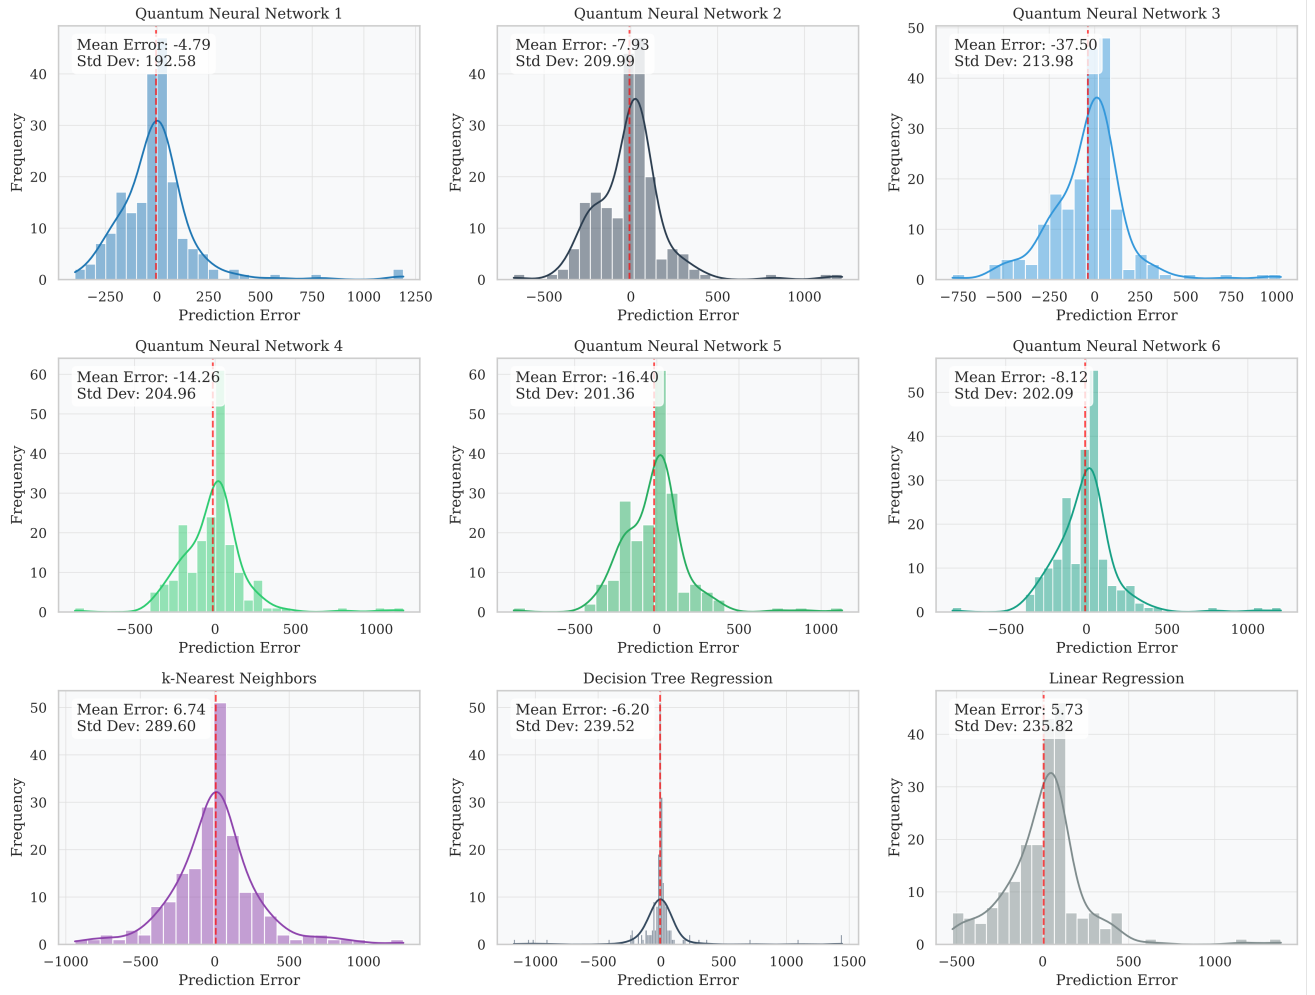 Quantum Neural Network 1
Mean Error: -4.79
Std Dev: 192.58
Frequency
40
30
20
10
0
−250 0 250 500 750 1000 1250
Prediction Error
Quantum Neural Network 2
Mean Error: -7.93
Std Dev: 209.99
Frequency
40
30
20
10
0
−500 0 500 1000
Prediction Error
Quantum Neural Network 3
Mean Error: -37.50
Std Dev: 213.98
Frequency
50
40
30
20
10
0
−750 −500 −250 0 250 500 750 1000
Prediction Error
Quantum Neural Network 4
Mean Error: -14.26
Std Dev: 204.96
Frequency
60
50
40
30
20
10
0
−500 0 500 1000
Prediction Error
Quantum Neural Network 5
Mean Error: -16.40
Std Dev: 201.36
Frequency
60
50
40
30
20
10
0
−500 0 500 1000
Prediction Error
Quantum Neural Network 6
Mean Error: -8.12
Std Dev: 202.09
Frequency
50
40
30
20
10
0
−500 0 500 1000
Prediction Error
k-Nearest Neighbors
Mean Error: 6.74
Std Dev: 289.60
Frequency
50
40
30
20
10
0
−1000 −500 0 500 1000
Prediction Error
Decision Tree Regression
Mean Error: -6.20
Std Dev: 239.52
Frequency
50
40
30
20
10
0
−1000 −500 0 500 1000 1500
Prediction Error
Linear Regression
Mean Error: 5.73
Std Dev: 235.82
Frequency
40
30
20
10
0
−500 0 500 1000
Prediction Error